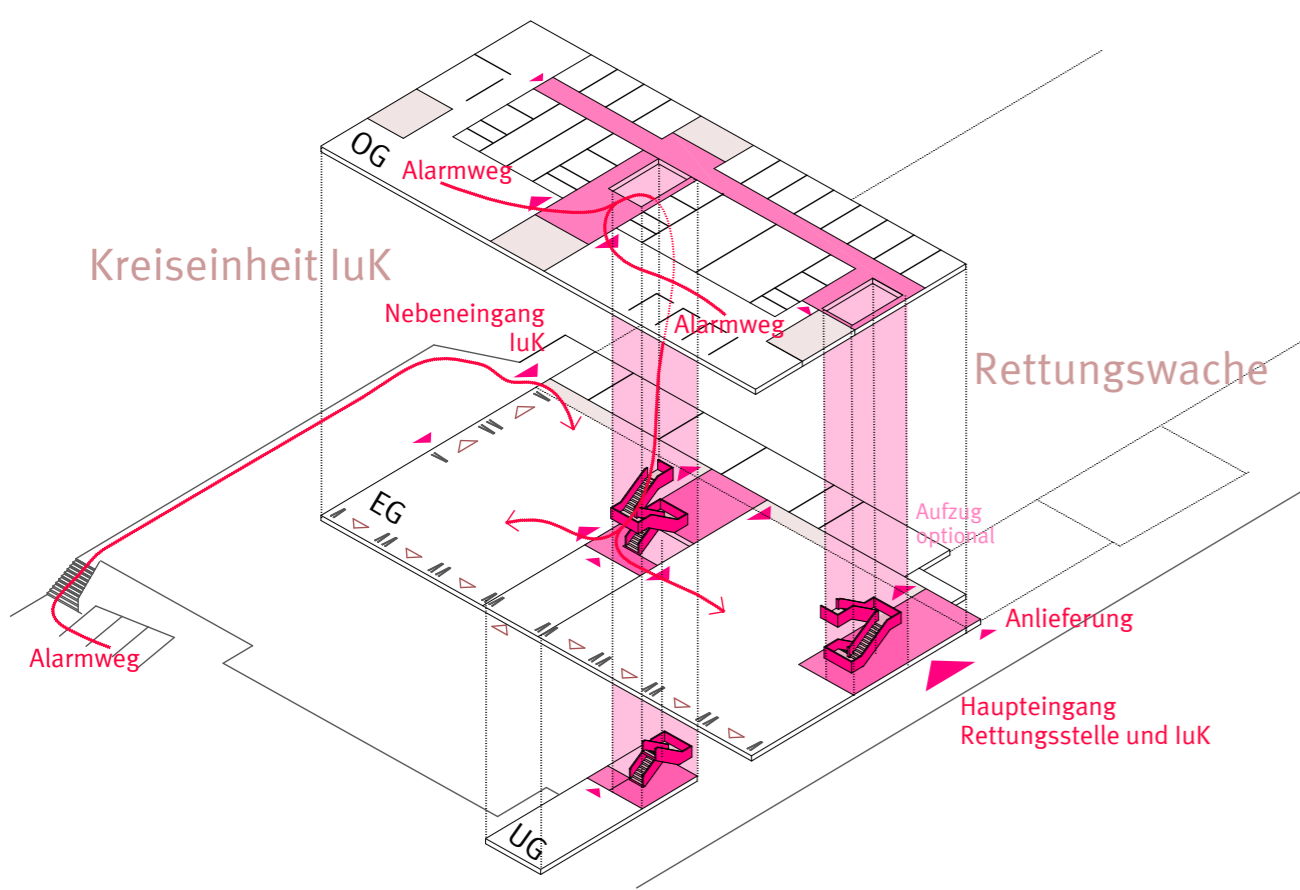 OG
Alarmweg
Kreiseinheit IuK
Nebeneingang
IuK
Alarmweg
Rettungswache
EG
Aufzug
optional
Anlieferung
Alarmweg
Haupteingang
Rettungsstelle und IuK
UG